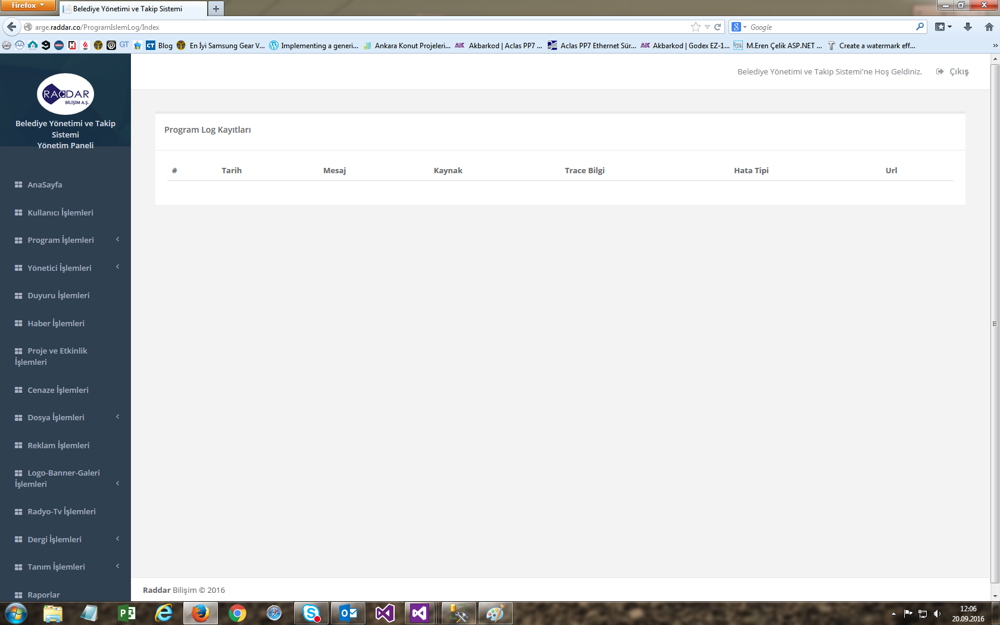 Firefox
Belediye Yönetimi ve Takip Sistemi
arge.raddar.co/ProgramIslemLog/Index
Google
GT
CT Blog
En İyi Samsung Gear V...
Implementing a generi...
Ankara Konut Projeleri...
Akbarkod | Aclas PP7 ...
Aclas PP7 Ethernet Sür...
Akbarkod | Godex EZ-1...
M.Eren Çelik ASP.NET ...
Create a watermark eff...
RADDAR
BİLİŞİM A.Ş.
Belediye Yönetimi ve Takip
Sistemi
Yönetim Paneli
AnaSayfa
Kullanıcı İşlemleri
Program İşlemleri
Yönetici İşlemleri
Duyuru İşlemleri
Haber İşlemleri
Proje ve Etkinlik
İşlemleri
Cenaze İşlemleri
Dosya İşlemleri
Reklam İşlemleri
Logo-Banner-Galeri
İşlemleri
Radyo-Tv İşlemleri
Dergi İşlemleri
Tanım İşlemleri
Raporlar
Belediye Yönetimi ve Takip Sistemi'ne Hoş Geldiniz. Çıkış
Program Log Kayıtları
# Tarih Mesaj Kaynak Trace Bilgi Hata Tipi Url
Raddar Bilişim © 2016
12:06
20.09.2016